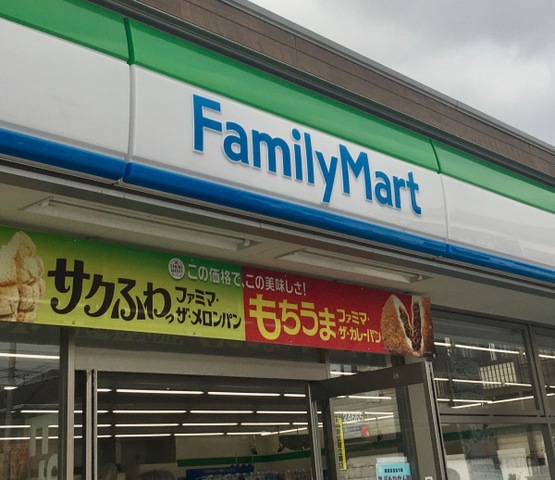 FamilyMart
この価格で、この美味しさ!
サクふわっ
ファミマ・
ザ・メロンパン
もちうま
ファミマ・
ザ・カレーパン